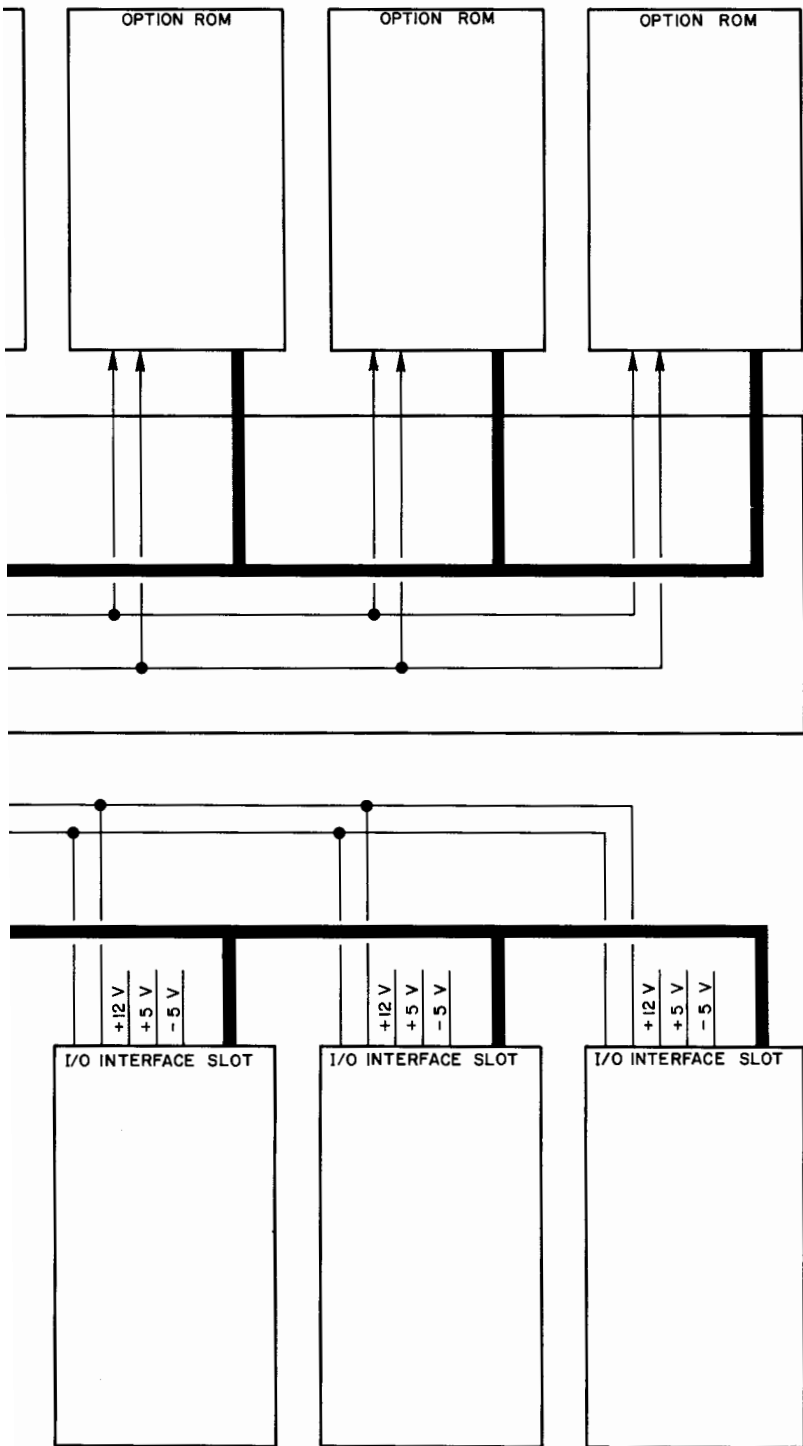 OPTION ROM
OPTION ROM
OPTION ROM
+12 V
+5 V
-5 V
+12 V
+5 V
-5 V
+12 V
+5 V
-5 V
I/O INTERFACE SLOT
I/O INTERFACE SLOT
I/O INTERFACE SLOT